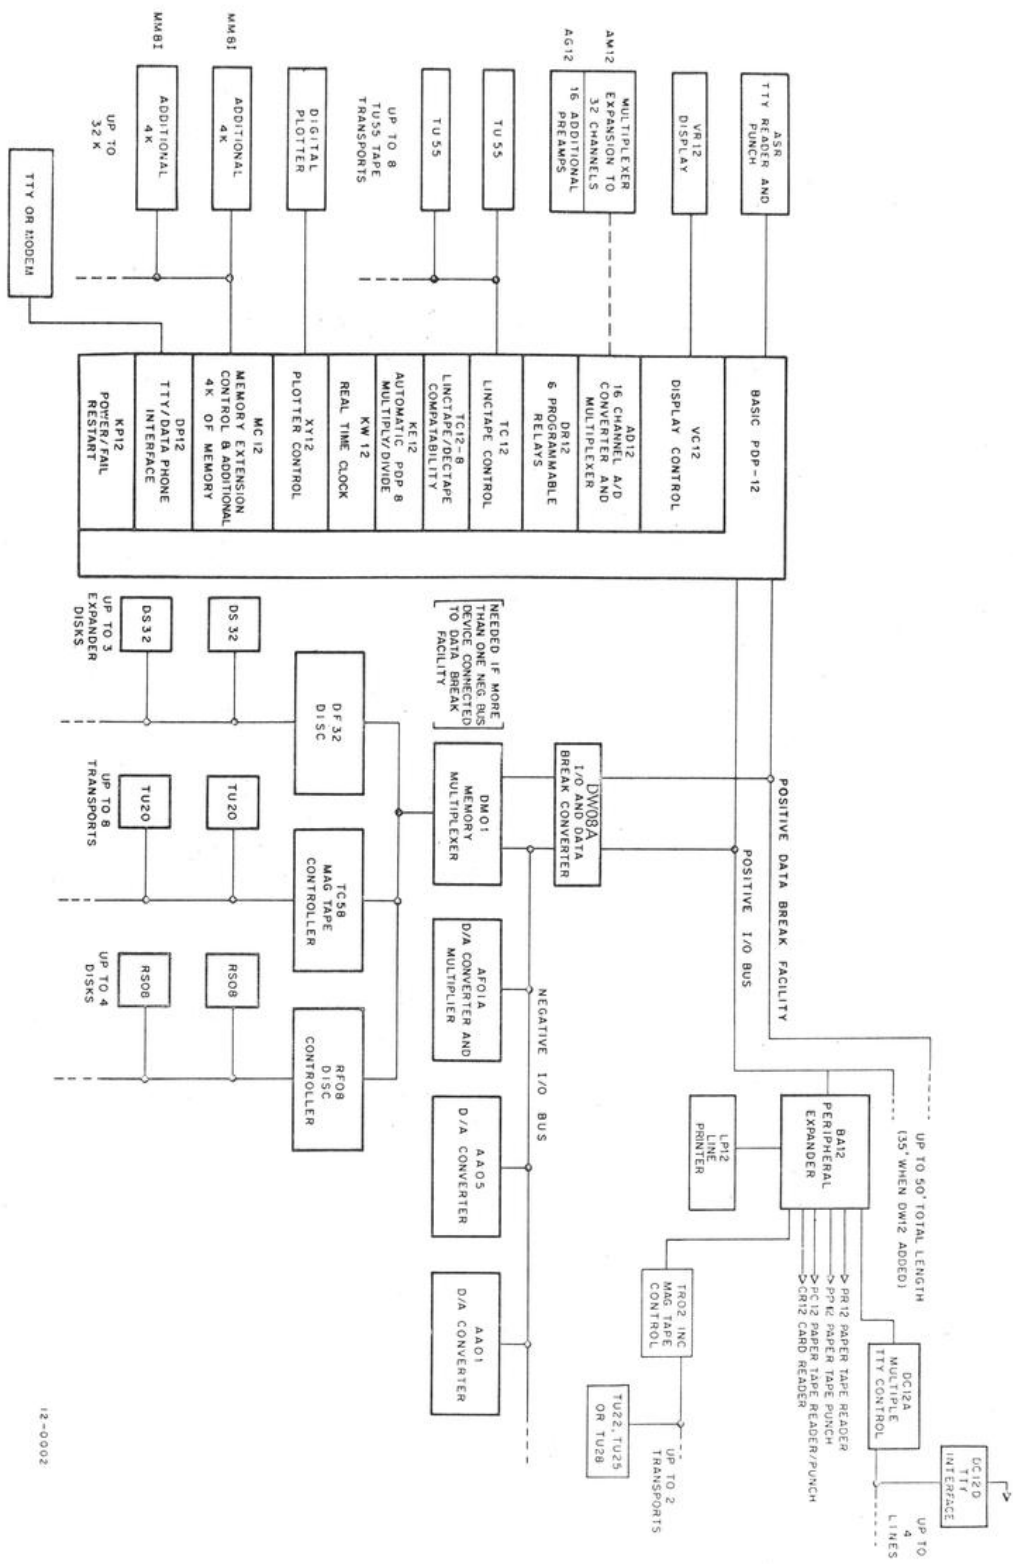 ASR
TTY READER AND
PUNCH
VR12
DISPLAY
AM12
MULTIPLEXER
EXPANSION TO
32 CHANNELS
AG12
16 ADDITIONAL
PREAMPS
TU55
TU55
UP TO 8
TU55 TAPE
TRANSPORTS
DIGITAL
PLOTTER
MM8I
ADDITIONAL
4K
MM8I
ADDITIONAL
4K
UP TO
32K
TTY OR MODEM
BASIC PDP-12
VC12
DISPLAY CONTROL
AD12
16 CHANNEL A/D
CONVERTER AND
MULTIPLEXER
DR12
6 PROGRAMMABLE
RELAYS
TC12
LINCTAPE CONTROL
TC12-8
LINCTAPE/DECTAPE
COMPATABILITY
KE12
AUTOMATIC PDP 8
MULTIPLY/DIVIDE
KW12
REAL TIME CLOCK
XY12
PLOTTER CONTROL
MC12
MEMORY EXTENSION
CONTROL & ADDITIONAL
4K OF MEMORY
DP12
TTY/DATA PHONE
INTERFACE
KP12
POWER/FAIL
RESTART
POSITIVE DATA BREAK FACILITY
POSITIVE I/O BUS
UP TO 50' TOTAL LENGTH
(35' WHEN DW12 ADDED)
BA12
PERIPHERAL
EXPANDER
LP12
LINE
PRINTER
PR12 PAPER TAPE READER
PP12 PAPER TAPE PUNCH
PC12 PAPER TAPE READER/PUNCH
CR12 CARD READER
DC12A
MULTIPLE
TTY CONTROL
DC12D
TTY
INTERFACE
UP TO
4
LINES
TR02 INC
MAG TAPE
CONTROL
TU22, TU25
OR TU28
UP TO 2
TRANSPORTS
DW08A
I/O AND DATA
BREAK CONVERTER
NEEDED IF MORE
THAN ONE NEG. BUS
DEVICE CONNECTED
TO DATA BREAK
FACILITY
DM01
MEMORY
MULTIPLEXER
NEGATIVE I/O BUS
AF01A
D/A CONVERTER AND
MULTIPLIER
AA05
D/A CONVERTER
AA01
D/A CONVERTER
DF32
DISC
TC58
MAG TAPE
CONTROLLER
RF08
DISC
CONTROLLER
DS32
DS32
UP TO 3
EXPANDER
DISKS
TU20
TU20
UP TO 8
TRANSPORTS
RS08
RS08
UP TO 4
DISKS
12-0002